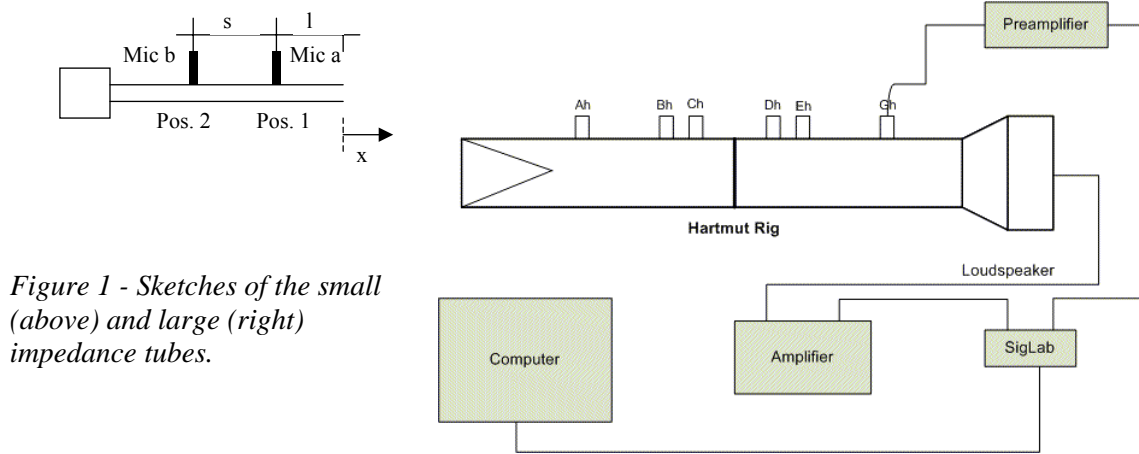 s l
Mic b Mic a
Pos. 2 Pos. 1
x
Figure 1 - Sketches of the small
(above) and large (right)
impedance tubes.
Preamplifier
Ah Bh Ch Dh Eh Gh
Hartmut Rig
Loudspeaker
Computer
Amplifier
SigLab